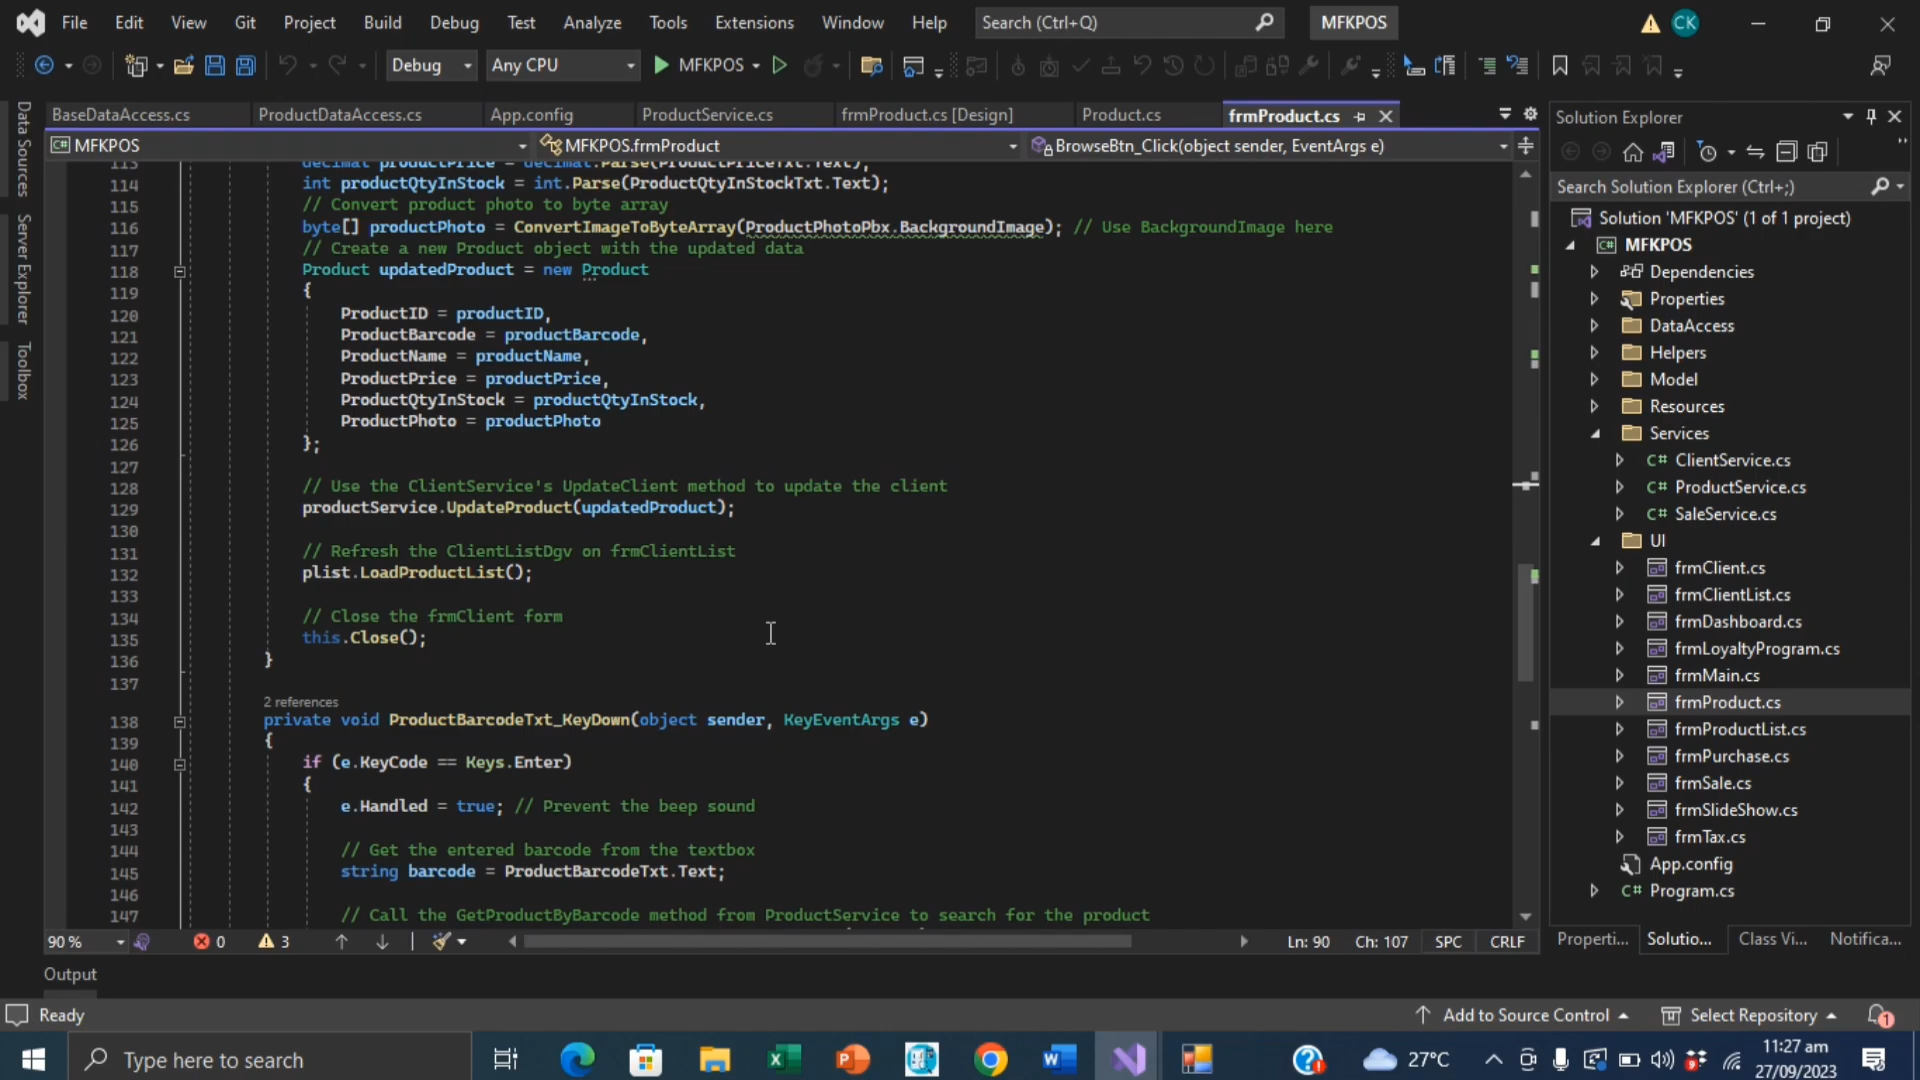 File Edit View Git Project Build Debug Test Analyze Tools Extensions Window Help Search (Ctrl+Q) MFKPOS CK
Debug Any CPU MFKPOS
BaseDataAccess.cs ProductDataAccess.cs App.config ProductService.cs frmProduct.cs [Design] Product.cs frmProduct.cs
MFKPOS MFKPOS.frmProduct BrowseBtn_Click(object sender, EventArgs e)
Data Sources
Server Explorer
Toolbox
113 decimal productPrice = decimal.Parse(ProductPriceTxt.Text);
114 int productQtyInStock = int.Parse(ProductQtyInStockTxt.Text);
115 // Convert product photo to byte array
116 byte[] productPhoto = ConvertImageToByteArray(ProductPhotoPbx.BackgroundImage); // Use BackgroundImage here
117 // Create a new Product object with the updated data
118 Product updatedProduct = new Product
119 {
120 ProductID = productID,
121 ProductBarcode = productBarcode,
122 ProductName = productName,
123 ProductPrice = productPrice,
124 ProductQtyInStock = productQtyInStock,
125 ProductPhoto = productPhoto
126 };
127
128 // Use the ClientService's UpdateClient method to update the client
129 productService.UpdateProduct(updatedProduct);
130
131 // Refresh the ClientListDgv on frmClientList
132 plist.LoadProductList();
133
134 // Close the frmClient form
135 this.Close();
136 }
137
2 references
138 private void ProductBarcodeTxt_KeyDown(object sender, KeyEventArgs e)
139 {
140 if (e.KeyCode == Keys.Enter)
141 {
142 e.Handled = true; // Prevent the beep sound
143
144 // Get the entered barcode from the textbox
145 string barcode = ProductBarcodeTxt.Text;
146
147 // Call the GetProductByBarcode method from ProductService to search for the product
90 % 0 3 Ln: 90 Ch: 107 SPC CRLF
Solution Explorer
Search Solution Explorer (Ctrl+;)
Solution 'MFKPOS' (1 of 1 project)
MFKPOS
Dependencies
Properties
DataAccess
Helpers
Model
Resources
Services
C# ClientService.cs
C# ProductService.cs
C# SaleService.cs
UI
frmClient.cs
frmClientList.cs
frmDashboard.cs
frmLoyaltyProgram.cs
frmMain.cs
frmProduct.cs
frmProductList.cs
frmPurchase.cs
frmSale.cs
frmSlideShow.cs
frmTax.cs
App.config
C# Program.cs
Properti... Solutio... Class Vi... Notifica...
Output
Ready Add to Source Control Select Repository 1
Type here to search 27°C 11:27 am
27/09/2023